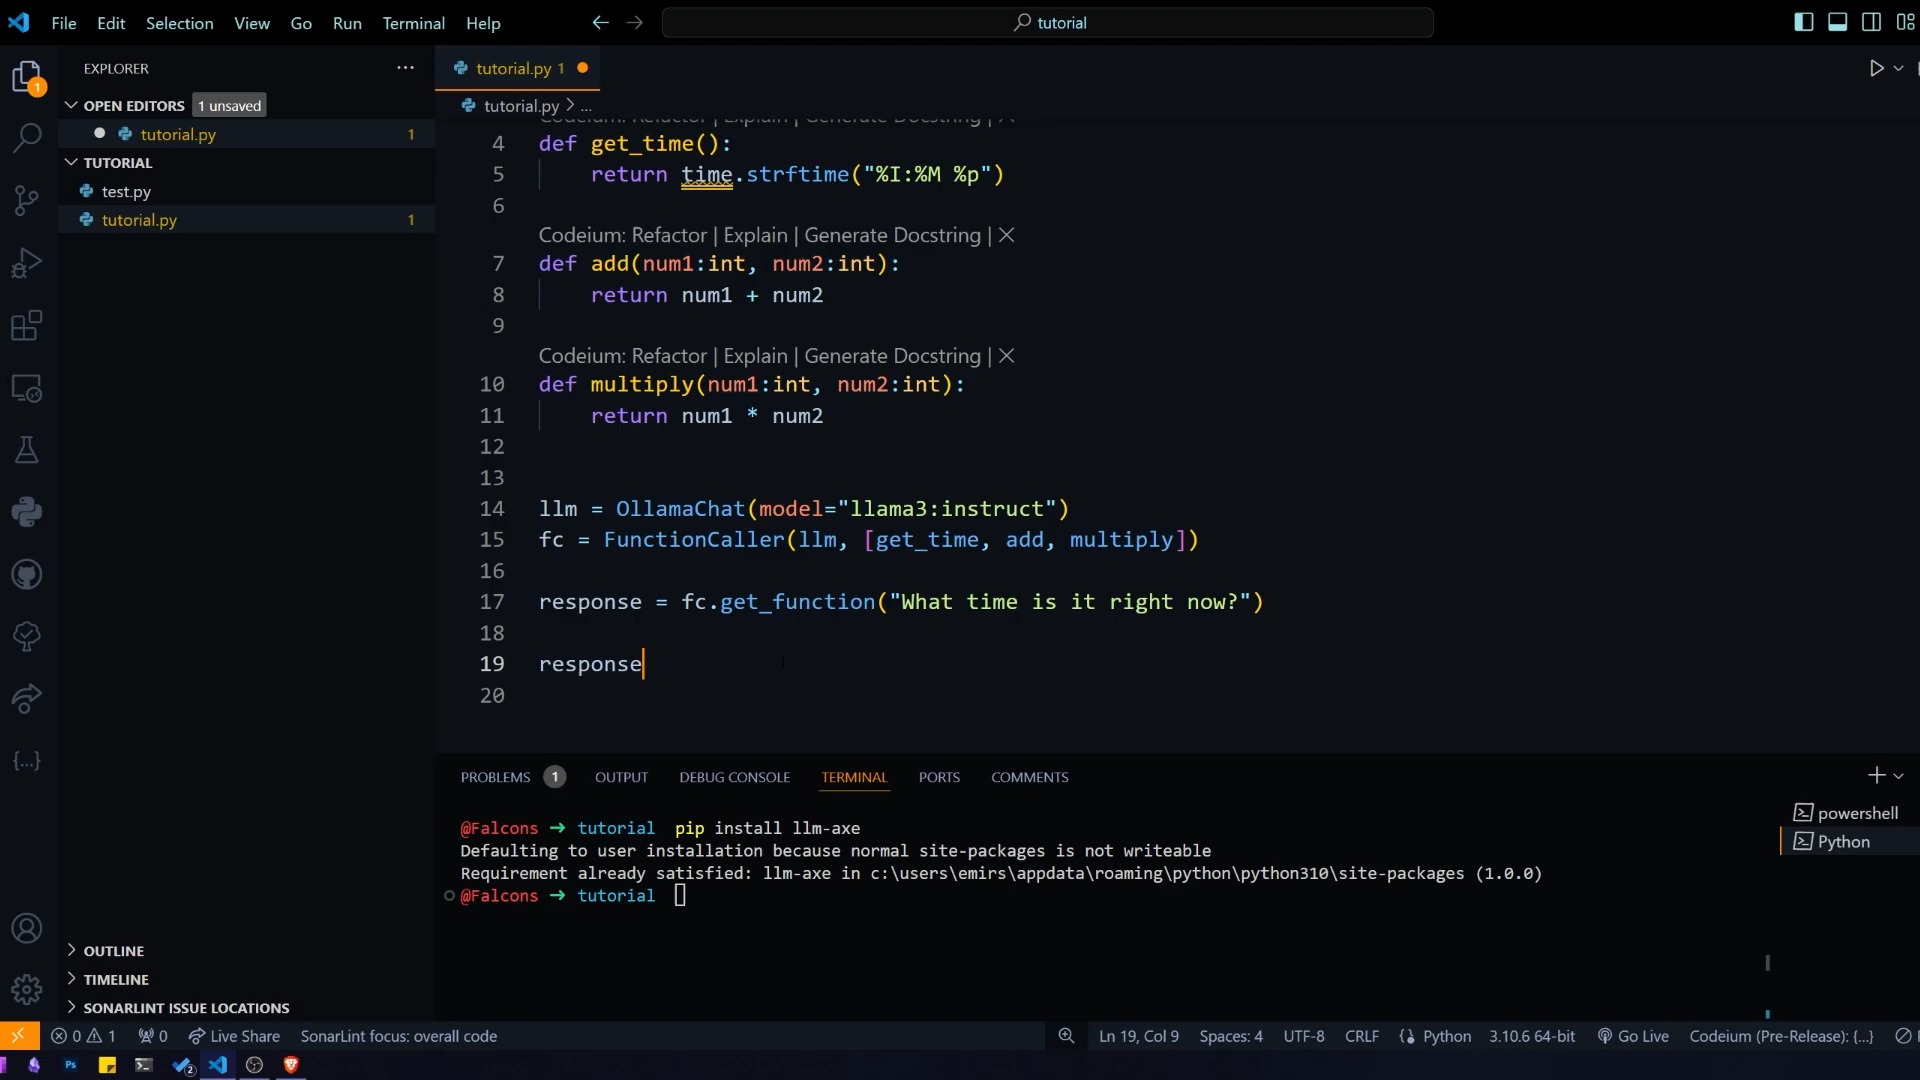 File Edit Selection View Go Run Terminal Help
tutorial
EXPLORER
OPEN EDITORS 1 unsaved
tutorial.py 1
TUTORIAL
test.py
tutorial.py 1
OUTLINE
TIMELINE
SONARLINT ISSUE LOCATIONS
tutorial.py 1
tutorial.py > ...
Codeium: Refactor | Explain | Generate Docstring | ×
4 def get_time():
5 return time.strftime("%I:%M %p")
6
Codeium: Refactor | Explain | Generate Docstring | ×
7 def add(num1:int, num2:int):
8 return num1 + num2
9
Codeium: Refactor | Explain | Generate Docstring | ×
10 def multiply(num1:int, num2:int):
11 return num1 * num2
12
13
14 llm = OllamaChat(model="llama3:instruct")
15 fc = FunctionCaller(llm, [get_time, add, multiply])
16
17 response = fc.get_function("What time is it right now?")
18
19 response
20
PROBLEMS 1 OUTPUT DEBUG CONSOLE TERMINAL PORTS COMMENTS
@Falcons → tutorial pip install llm-axe
Defaulting to user installation because normal site-packages is not writeable
Requirement already satisfied: llm-axe in c:\users\emirs\appdata\roaming\python\python310\site-packages (1.0.0)
@Falcons → tutorial
powershell
Python
0 1 0 Live Share SonarLint focus: overall code Ln 19, Col 9 Spaces: 4 UTF-8 CRLF Python 3.10.6 64-bit Go Live Codeium (Pre-Release): {...}
Ps 2